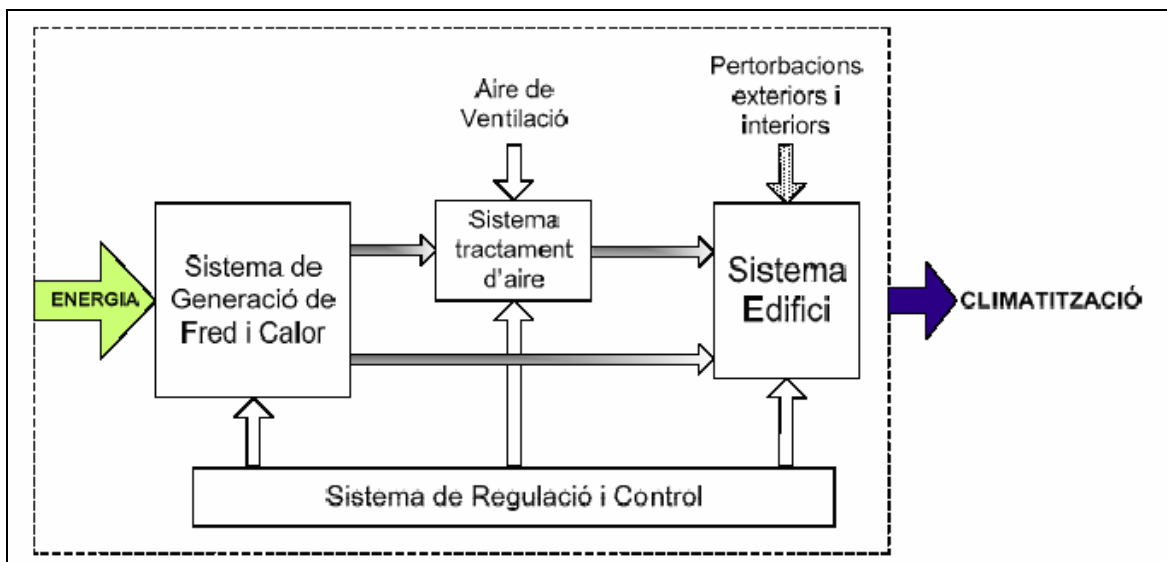 Aire de
Ventilació
Pertorbacions
exteriors i
interiors
ENERGIA
Sistema de
Generació de
Fred i Calor
Sistema
tractament
d'aire
Sistema
Edifici
CLIMATITZACIÓ
Sistema de Regulació i Control